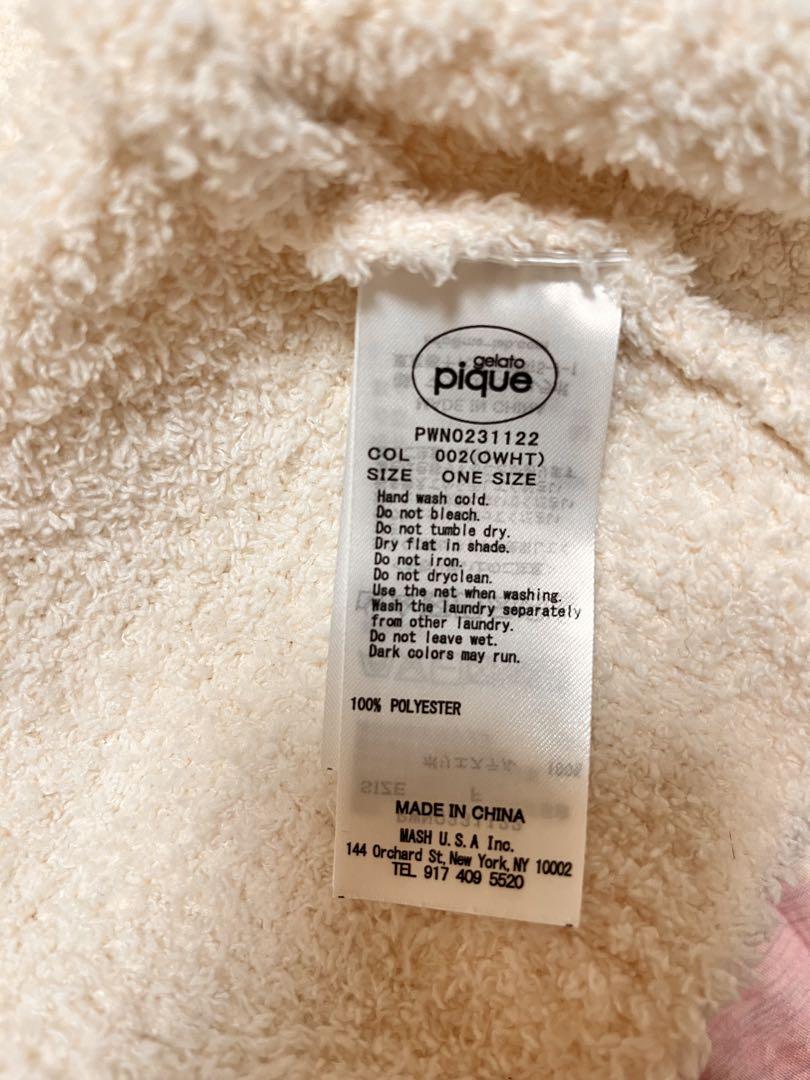 gelato
pique
PWNO231122
COL 002(OWHT)
SIZE ONE SIZE
Hand wash cold.
Do not bleach.
Do not tumble dry.
Dry flat in shade.
Do not iron.
Do not dryclean.
Use the net when washing.
Wash the laundry separately
from other laundry.
Do not leave wet.
Dark colors may run.
100% POLYESTER
MADE IN CHINA
MASH U.S.A Inc.
144 Orchard St, New York, NY 10002
TEL 917 409 5520